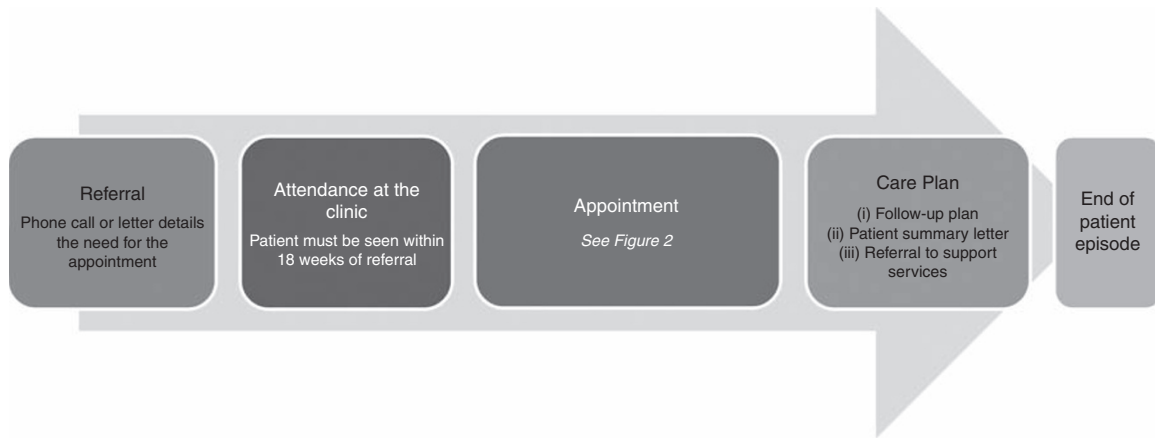 Referral
Phone call or letter details
the need for the
appointment
Attendance at the
clinic
Patient must be seen within
18 weeks of referral
Appointment
See Figure 2
Care Plan
(i) Follow-up plan
(ii) Patient summary letter
(iii) Referral to support
services
End of
patient
episode